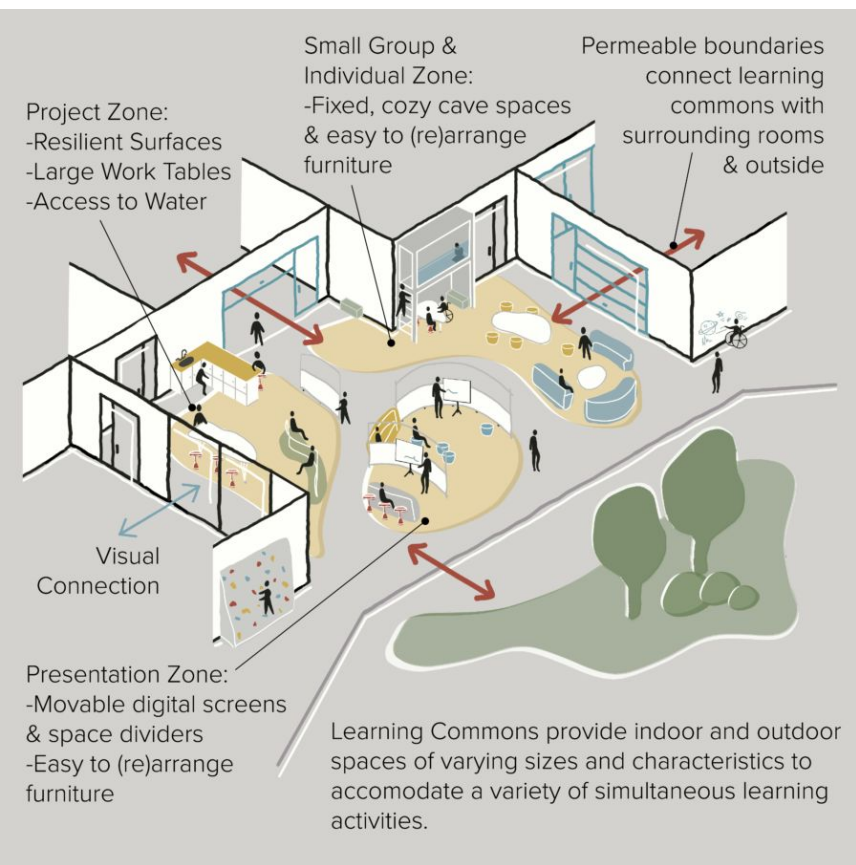 Small Group &
Individual Zone:
-Fixed, cozy cave spaces
& easy to (re)arrange
furniture
Permeable boundaries
connect learning
commons with
surrounding rooms
& outside
Project Zone:
-Resilient Surfaces
-Large Work Tables
-Access to Water
Visual
Connection
Presentation Zone:
-Movable digital screens
& space dividers
-Easy to (re)arrange
furniture
Learning Commons provide indoor and outdoor
spaces of varying sizes and characteristics to
accomodate a variety of simultaneous learning
activities.